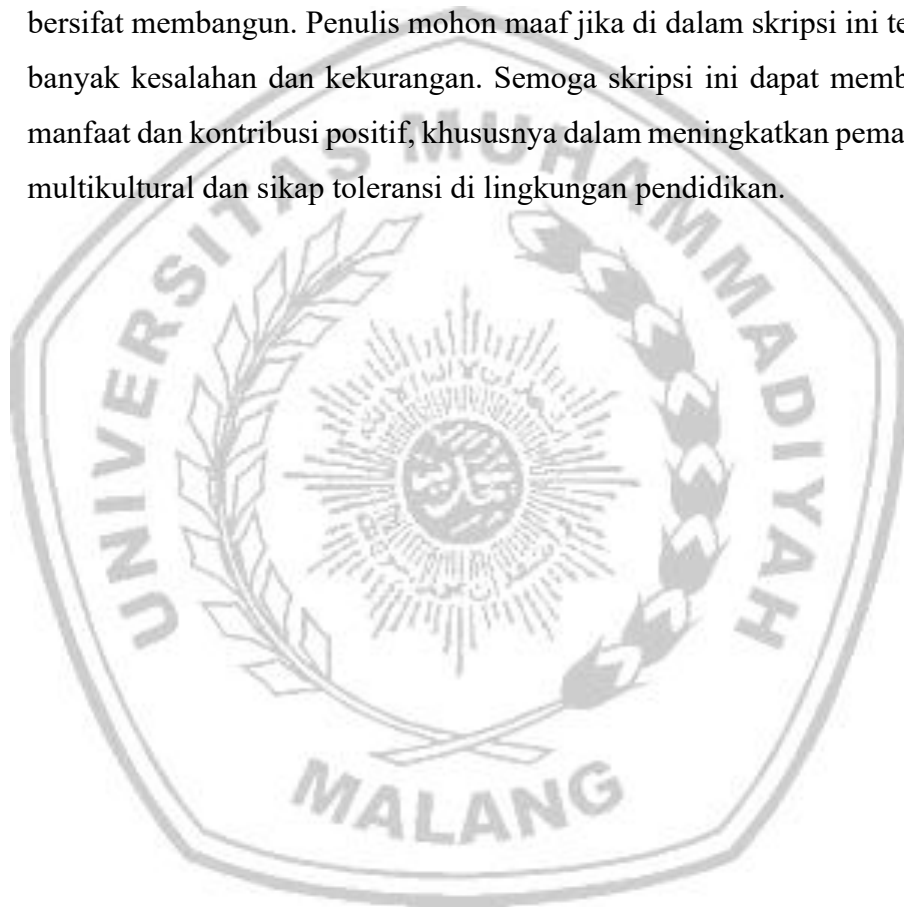 bersifat membangun. Penulis mohon maaf jika di dalam skripsi ini te
banyak kesalahan dan kekurangan. Semoga skripsi ini dapat memb
manfaat dan kontribusi positif, khususnya dalam meningkatkan pema
multikultural dan sikap toleransi di lingkungan pendidikan.
UNIVERSITAS MUHAMMADIYAH
MALANG